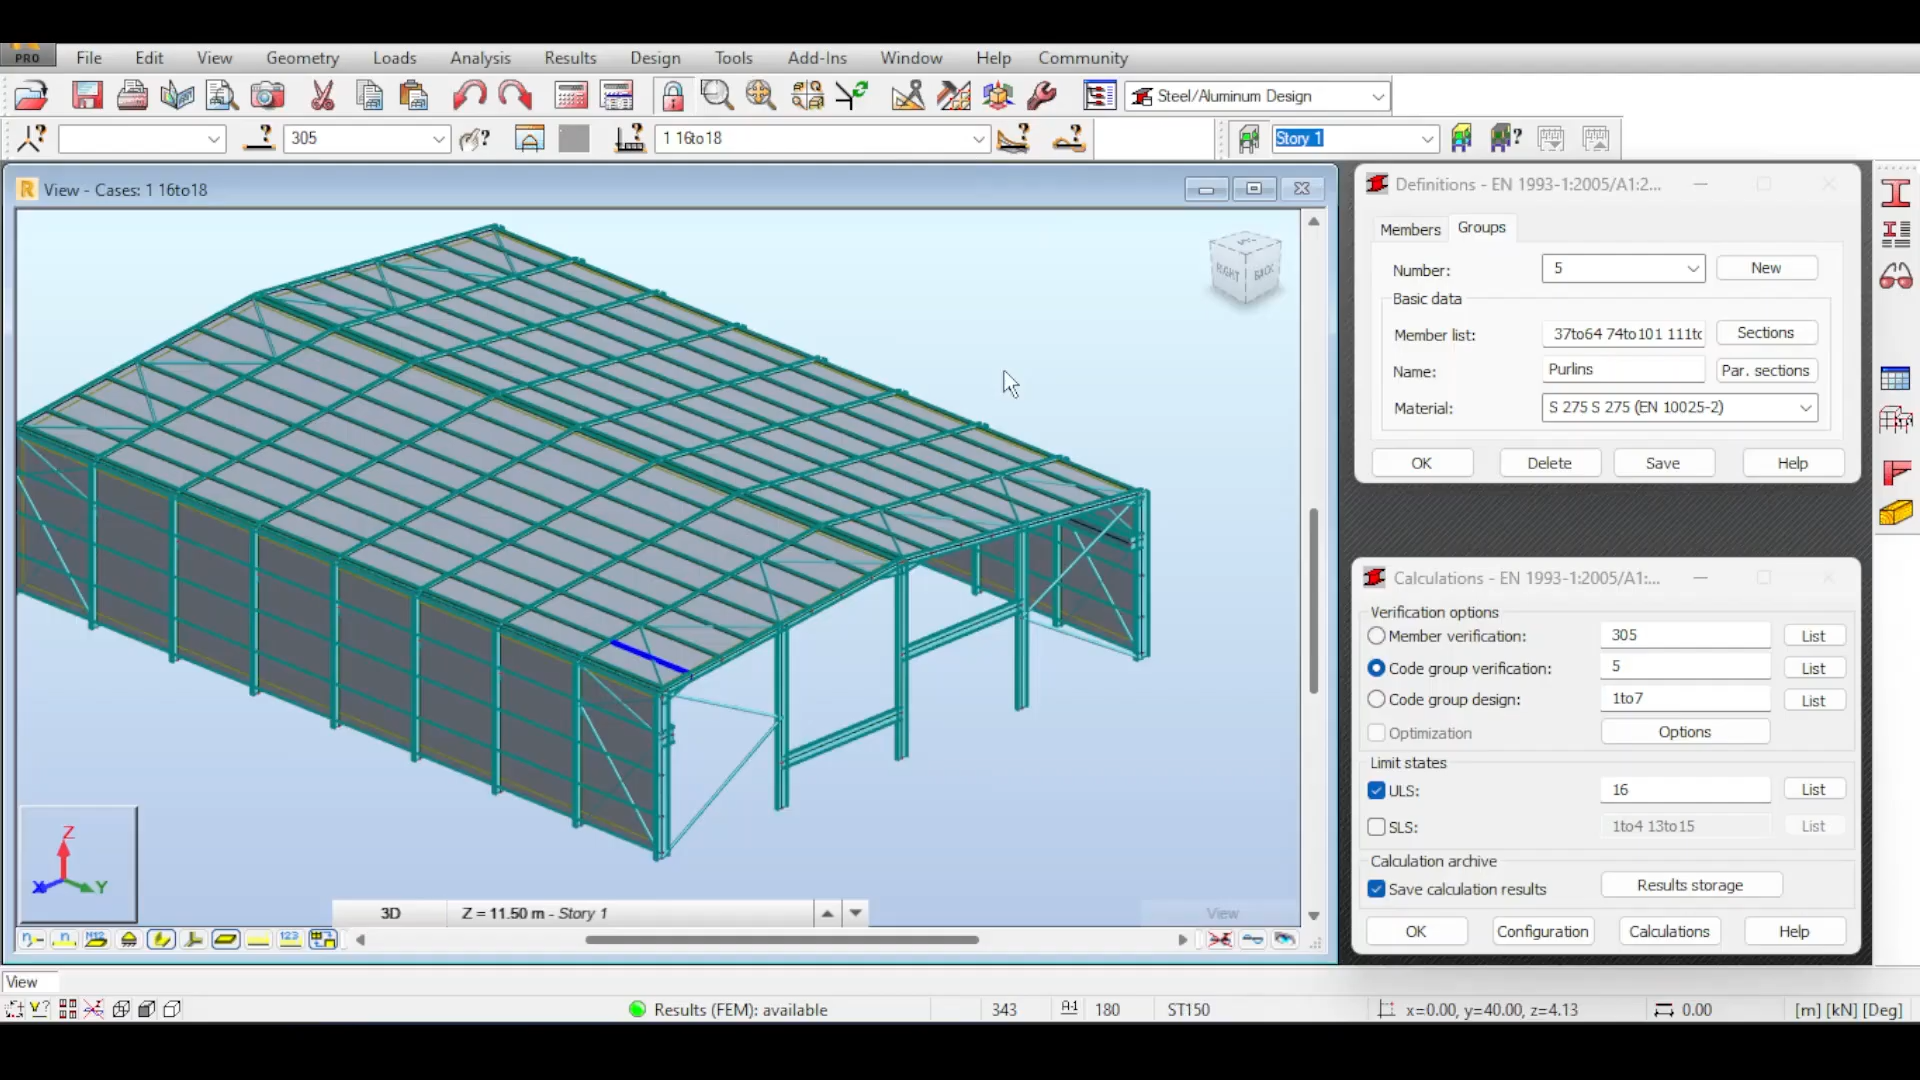 PRO File Edit View Geometry Loads Analysis Results Design Tools Add-Ins Window Help Community
Steel/Aluminum Design
305 1 16to18 Story 1
View - Cases: 1 16to18
RIGHT BACK
Z
X Y
3D Z = 11.50 m - Story 1 View
Definitions - EN 1993-1:2005/A1:2...
Members Groups
Number: 5 New
Basic data
Member list: 37to64 74to101 111to Sections
Name: Purlins Par. sections
Material: S 275 S 275 (EN 10025-2)
OK Delete Save Help
Calculations - EN 1993-1:2005/A1:...
Verification options
Member verification: 305 List
Code group verification: 5 List
Code group design: 1to7 List
Optimization Options
Limit states
ULS: 16 List
SLS: 1to4 13to15 List
Calculation archive
Save calculation results Results storage
OK Configuration Calculations Help
View
Results (FEM): available 343 180 ST150 x=0.00, y=40.00, z=4.13 0.00 [m] [kN] [Deg]